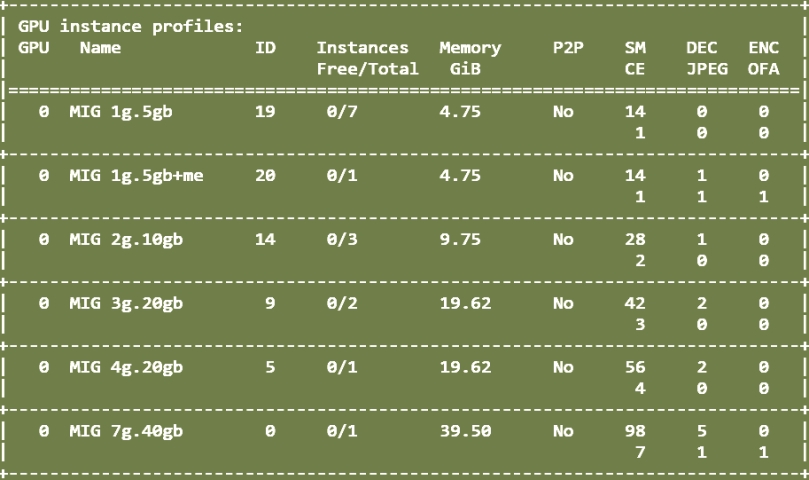 GPU instance profiles:
GPU Name ID Instances Memory P2P SM DEC ENC
Free/Total GiB CE JPEG OFA
0 MIG 1g.5gb 19 0/7 4.75 No 14 0 0
1 0 0
0 MIG 1g.5gb+me 20 0/1 4.75 No 14 1 0
1 1 1
0 MIG 2g.10gb 14 0/3 9.75 No 28 1 0
2 0 0
0 MIG 3g.20gb 9 0/2 19.62 No 42 2 0
3 0 0
0 MIG 4g.20gb 5 0/1 19.62 No 56 2 0
4 0 0
0 MIG 7g.40gb 0 0/1 39.50 No 98 5 0
7 1 1